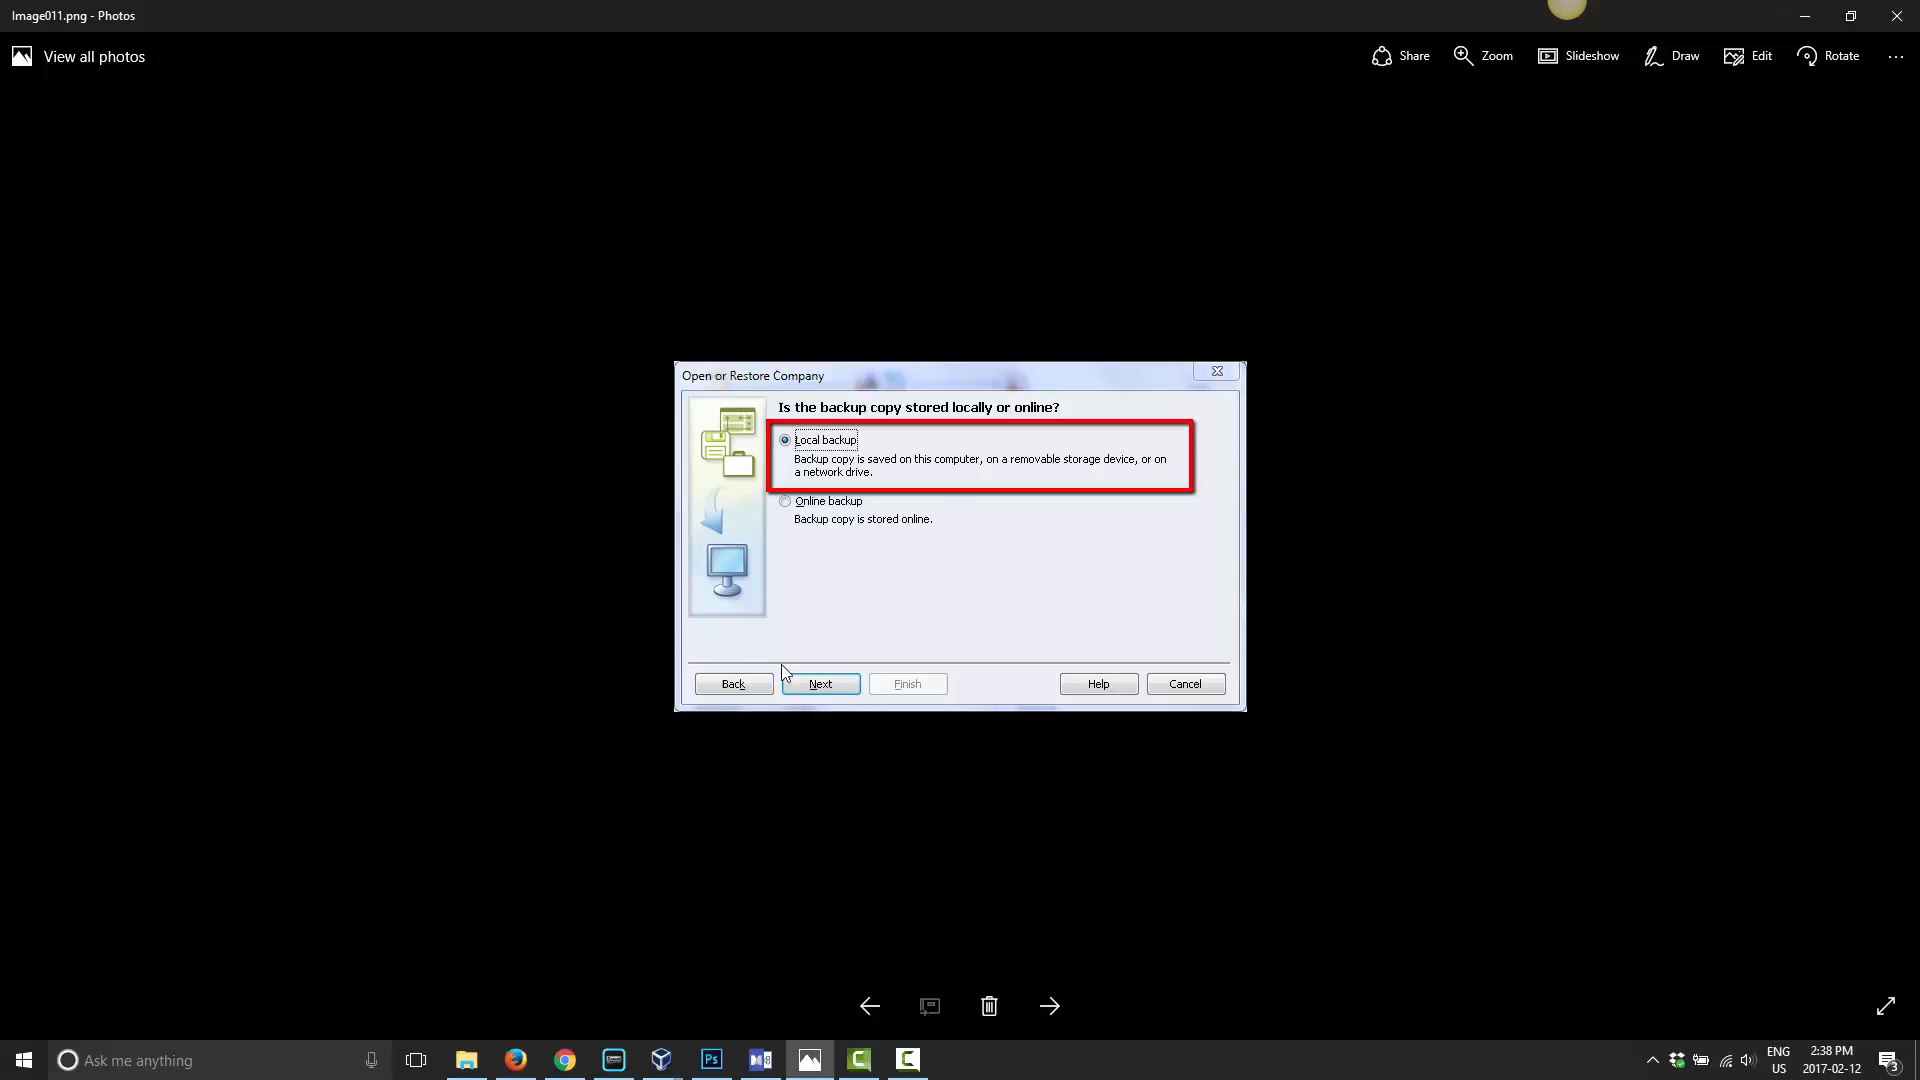 Image011.png - Photos
View all photos
Share
Zoom
Slideshow
Draw
Edit
Rotate
Open or Restore Company
Is the backup copy stored locally or online?
Local backup
Backup copy is saved on this computer, on a removable storage device, or on
a network drive.
Online backup
Backup copy is stored online.
Back
Next
Finish
Help
Cancel
Ask me anything
Ps
ENG
US
2:38 PM
2017-02-12
3